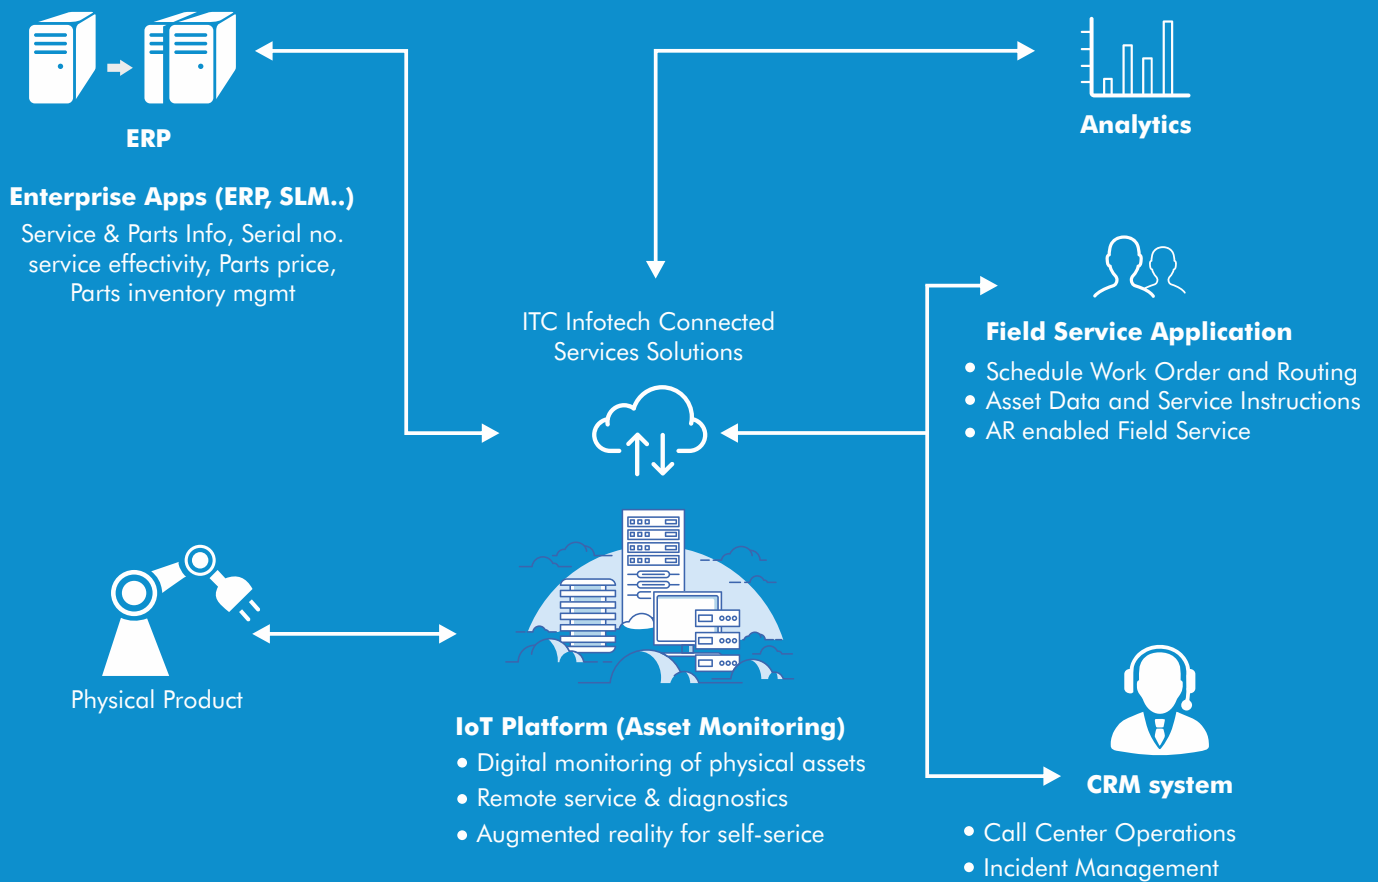 ERP
Enterprise Apps (ERP, SLM..)
Service & Parts Info, Serial no.
service effectivity, Parts price,
Parts inventory mgmt
Analytics
ITC Infotech Connected
Services Solutions
Field Service Application
• Schedule Work Order and Routing
• Asset Data and Service Instructions
• AR enabled Field Service
Physical Product
IoT Platform (Asset Monitoring)
• Digital monitoring of physical assets
• Remote service & diagnostics
• Augmented reality for self-serice
CRM system
• Call Center Operations
• Incident Management